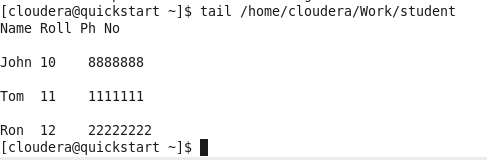 [cloudera@quickstart ~]$ tail /home/cloudera/Work/student
Name Roll Ph No
John 10    8888888
Tom  11    1111111
Ron  12    22222222
[cloudera@quickstart ~]$